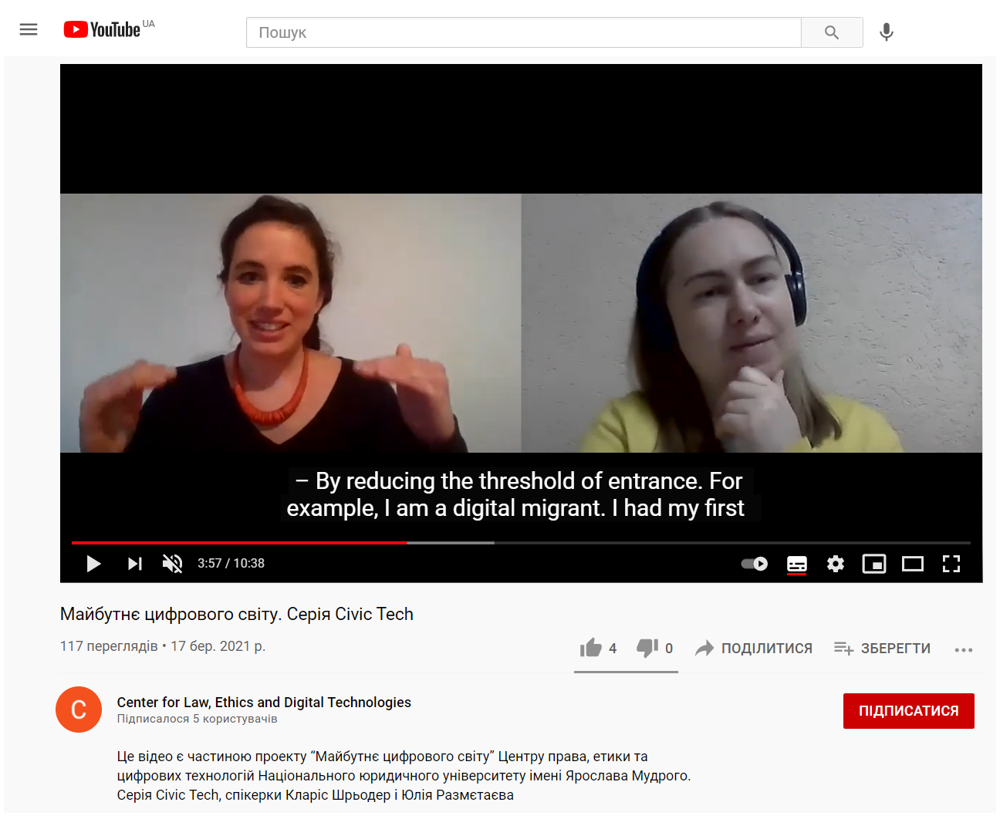 YouTube UA
Пошук
– By reducing the threshold of entrance. For
example, I am a digital migrant. I had my first
3:57 / 10:38
Майбутнє цифрового світу. Серія Civic Tech
117 переглядів • 17 бер. 2021 р.
4 0 ПОДІЛИТИСЯ ЗБЕРЕГТИ
C
Center for Law, Ethics and Digital Technologies
Підписалося 5 користувачів
ПІДПИСАТИСЯ
Це відео є частиною проекту “Майбутнє цифрового світу” Центру права, етики та
цифрових технологій Національного юридичного університету імені Ярослава Мудрого.
Серія Civic Tech, спікерки Кларіс Шрьодер і Юлія Размєтаєва